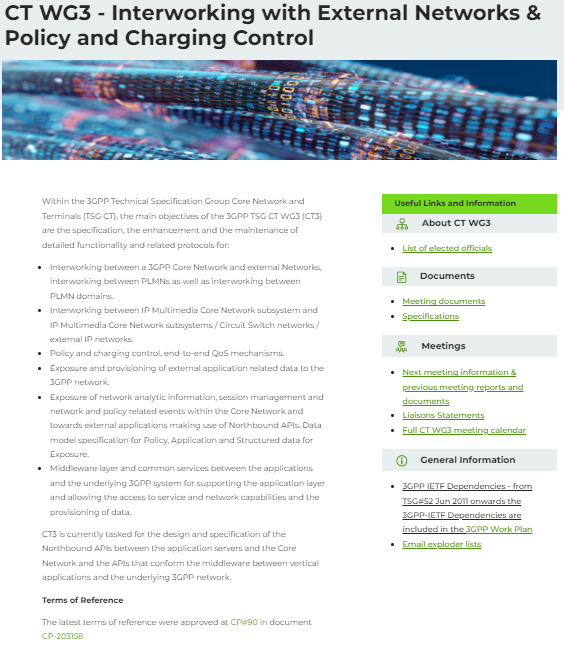 CT WG3 - Interworking with External Networks &
Policy and Charging Control
Within the 3GPP Technical Specification Group Core Network and
Terminals (TSG CT), the main objectives of the 3GPP TSG CT WG3 (CT3)
are the specification, the enhancement and the maintenance of
detailed functionality and related protocols for:
Interworking between a 3GPP Core Network and external Networks,
interworking between PLMNs as well as interworking between
PLMN domains.
Interworking between IP Multimedia Core Network subsystem and
IP Multimedia Core Network subsystems / Circuit Switch networks /
external IP networks.
Policy and charging control, end-to-end QoS mechanisms.
Exposure and provisioning of external application related data to the
3GPP network.
Exposure of network analytic information, session management and
network and policy related events within the Core Network and
towards external applications making use of Northbound APIs. Data
model specification for Policy, Application and Structured data for
Exposure.
Middleware layer and common services between the applications
and the underlying 3GPP system for supporting the application layer
and allowing the access to service and network capabilities and the
provisioning of data.
CT3 is currently tasked for the design and specification of the
Northbound APIs between the application servers and the Core
Network and the APIs that conform the middleware between vertical
applications and the underlying 3GPP network.
Terms of Reference
The latest terms of reference were approved at CP#90 in document
CP-203158
Useful Links and Information
About CT WG3
List of elected officials
Documents
Meeting documents
Specifications
Meetings
Next meeting information &
previous meeting reports and
documents
Liaisons Statements
Full CT WG3 meeting calendar
General Information
3GPP IETF Dependencies - from
TSG#52 Jun 2011 onwards the
3GPP-IETF Dependencies are
included in the 3GPP Work Plan
Email exploder lists